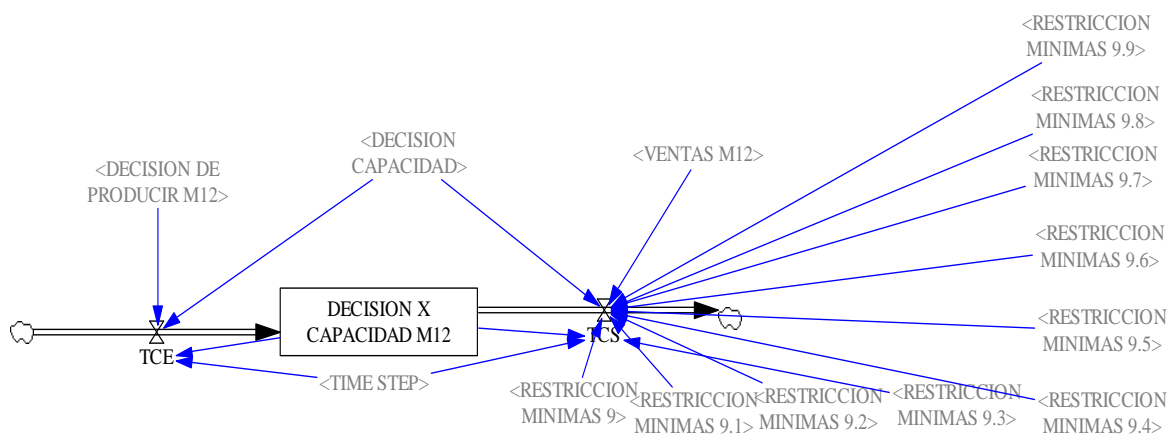 <RESTRICCION
MINIMAS 9.9>
<RESTRICCION
MINIMAS 9.8>
<DECISION
CAPACIDAD>
<VENTAS M12>
<RESTRICCION
MINIMAS 9.7>
<DECISION DE
PRODUCIR M12>
<RESTRICCION
MINIMAS 9.6>
DECISION X
CAPACIDAD M12
TCE
TCS
<RESTRICCION
MINIMAS 9.5>
<TIME STEP>
<RESTRICCION
MINIMAS 9>
<RESTRICCION
MINIMAS 9.1>
<RESTRICCION
MINIMAS 9.2>
<RESTRICCION
MINIMAS 9.3>
<RESTRICCION
MINIMAS 9.4>